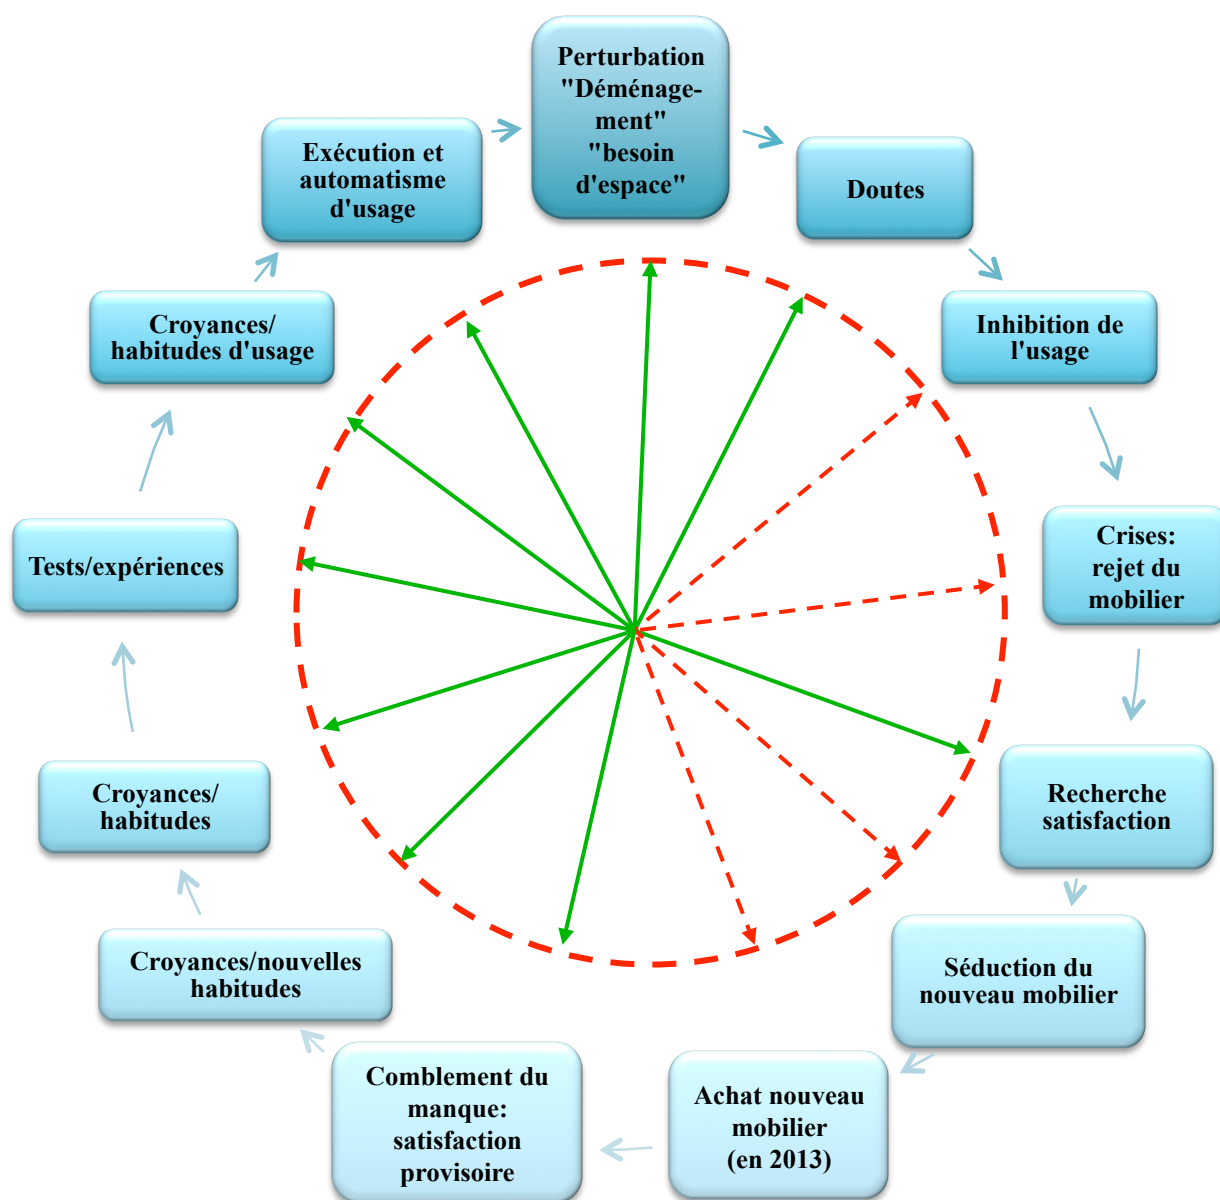 Perturbation
"Déménage-
ment"
"besoin
d'espace"
Doutes
Inhibition de
l'usage
Crises:
rejet du
mobilier
Recherche
satisfaction
Séduction du
nouveau mobilier
Achat nouveau
mobilier
(en 2013)
Comblement du
manque:
satisfaction
provisoire
Croyances/nouvelles
habitudes
Croyances/
habitudes
Tests/expériences
Croyances/
habitudes d'usage
Exécution et
automatisme
d'usage